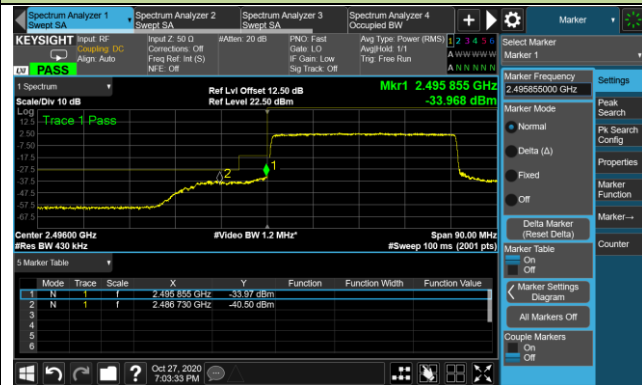 Spectrum Analyzer 1
Swept SA
Spectrum Analyzer 2
Swept SA
Spectrum Analyzer 3
Swept SA
Spectrum Analyzer 4
Occupied BW
Marker
KEYSIGHT
Input: RF
Coupling: DC
Align: Auto
Input Z: 50 Ω
Corrections: Off
Freq Ref: Int (S)
NFE: Off
#Atten: 20 dB
PNO: Fast
Gate: LO
IF Gain: Low
Sig Track: Off
Avg Type: Power (RMS)
Avg|Hold: 1/1
Trig: Free Run
1 2 3 4 5 6
A W W W W W
A N N N N N
LXI
PASS
Select Marker
Marker 1
1 Spectrum
Scale/Div 10 dB
Ref Lvl Offset 12.50 dB
Ref Level 22.50 dBm
Mkr1 2.495 855 GHz
-33.968 dBm
Log
Trace 1 Pass
12.5
2.50
-7.50
-17.5
-27.5
-37.5
-47.5
-57.5
-67.5
2
1
Center 2.49600 GHz
#Res BW 430 kHz
#Video BW 1.2 MHz*
Span 90.00 MHz
#Sweep 100 ms (2001 pts)
5 Marker Table
Mode Trace Scale X Y Function Function Width Function Value
1 N 1 f 2.495 855 GHz -33.97 dBm
2 N 1 f 2.486 730 GHz -40.50 dBm
3
4
5
6
Marker Frequency
2.495855000 GHz
Marker Mode
Normal
Delta (Δ)
Fixed
Off
Delta Marker
(Reset Delta)
Marker Table
On
Off
Marker Settings
Diagram
All Markers Off
Couple Markers
On
Off
Settings
Peak
Search
Pk Search
Config
Properties
Marker
Function
Marker→
Counter
?
Oct 27, 2020
7:03:33 PM